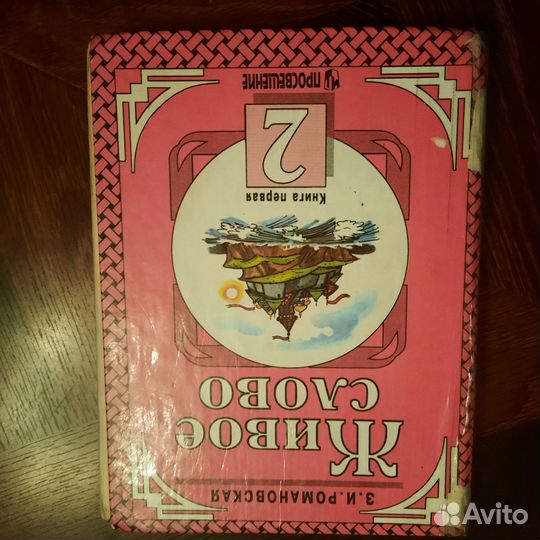 З.И.РОМАНОВСКАЯ
ЖИВОЕ
СЛОВО
Книга первая
2
ПРОСВЕЩЕНИЕ
Avito